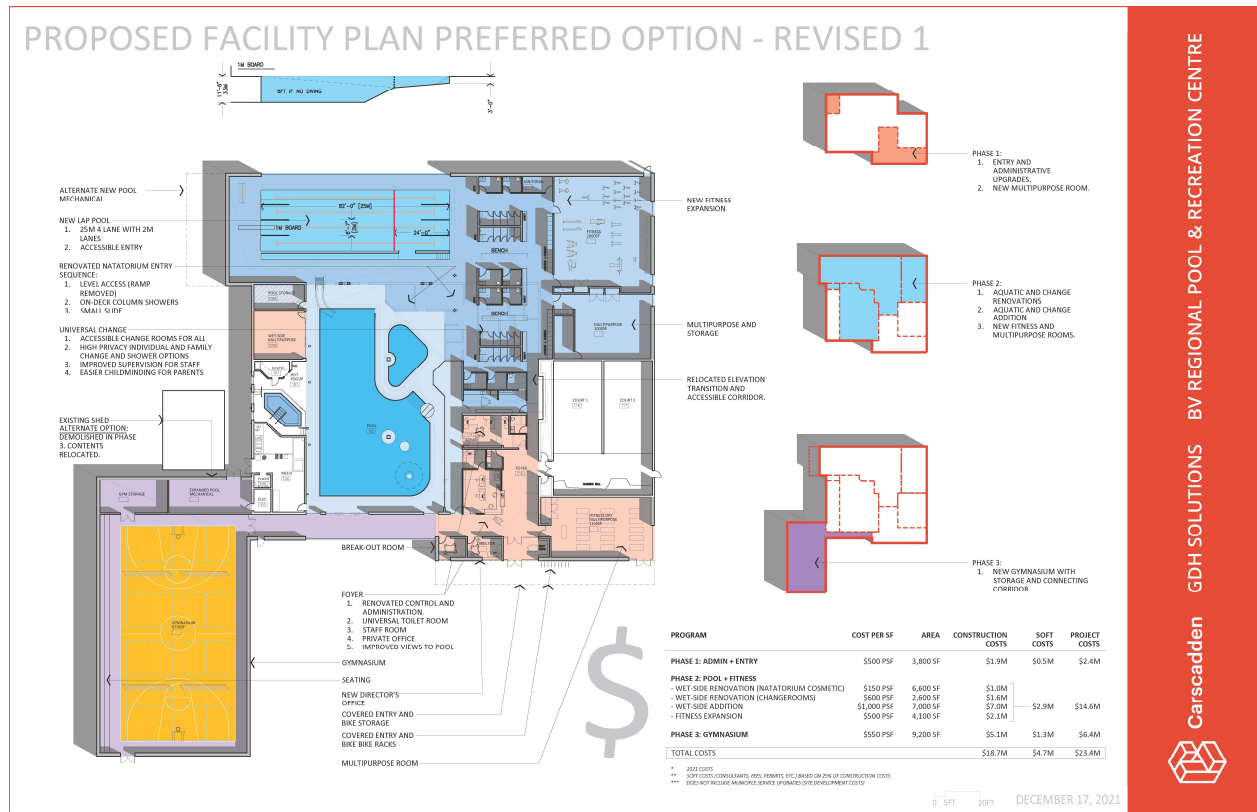 PROPOSED FACILITY PLAN PREFERRED OPTION - REVISED 1
1M BOARD
11'-0"
3.3M
8FT IF NO DIVING
3'-0"
ALTERNATE NEW POOL
MECHANICAL
NEW LAP POOL
1. 25M 4 LANE WITH 2M
LANES
2. ACCESSIBLE ENTRY
RENOVATED NATATORIUM ENTRY
SEQUENCE:
1. LEVEL ACCESS (RAMP
REMOVED)
2. ON-DECK COLUMN SHOWERS
3. SMALL SLIDE
UNIVERSAL CHANGE
1. ACCESSIBLE CHANGE ROOMS FOR ALL
2. HIGH PRIVACY INDIVIDUAL AND FAMILY
CHANGE AND SHOWER OPTIONS
3. IMPROVED SUPERVISION FOR STAFF
4. EASIER CHILDMINDING FOR PARENTS
EXISTING SHED
ALTERNATE OPTION:
DEMOLISHED IN PHASE
3. CONTENTS
RELOCATED.
82'-0" [25M]
1M BOARD
24'-0"
JANITORIAL
BENCH
FITNESS
POOL STORAGE
WET-SIDE
MULTIPURPOSE
MULTIPURPOSE
HOT
POOL
POOL
COURT 1
COURT 2
FOYER
MECH
ELEC
GYM STORAGE
EXPANDED POOL
MECHANICAL
FITNESS OR
MULTIPURPOSE
DIRECTOR
GYMNASIUM
NEW FITNESS
EXPANSION
MULTIPURPOSE AND
STORAGE
RELOCATED ELEVATION
TRANSITION AND
ACCESSIBLE CORRIDOR.
BREAK-OUT ROOM
FOYER
1. RENOVATED CONTROL AND
ADMINISTRATION.
2. UNIVERSAL TOILET ROOM
3. STAFF ROOM
4. PRIVATE OFFICE
5. IMPROVED VIEWS TO POOL
GYMNASIUM
SEATING
NEW DIRECTOR'S
OFFICE
COVERED ENTRY AND
BIKE STORAGE
COVERED ENTRY AND
BIKE BIKE RACKS
MULTIPURPOSE ROOM
PHASE 1:
1. ENTRY AND
ADMINISTRATIVE
UPGRADES.
2. NEW MULTIPURPOSE ROOM.
PHASE 2:
1. AQUATIC AND CHANGE
RENOVATIONS
2. AQUATIC AND CHANGE
ADDITION
3. NEW FITNESS AND
MULTIPURPOSE ROOMS.
PHASE 3:
1. NEW GYMNASIUM WITH
STORAGE AND CONNECTING
CORRIDOR
$
PROGRAM COST PER SF AREA CONSTRUCTION COSTS SOFT COSTS PROJECT COSTS
PHASE 1: ADMIN + ENTRY $500 PSF 3,800 SF $1.9M $0.5M $2.4M
PHASE 2: POOL + FITNESS
- WET-SIDE RENOVATION (NATATORIUM COSMETIC) $150 PSF 6,600 SF $1.0M
- WET-SIDE RENOVATION (CHANGEROOMS) $600 PSF 2,600 SF $1.6M
- WET-SIDE ADDITION $1,000 PSF 7,000 SF $7.0M $2.9M $14.6M
- FITNESS EXPANSION $500 PSF 4,100 SF $2.1M
PHASE 3: GYMNASIUM $550 PSF 9,200 SF $5.1M $1.3M $6.4M
TOTAL COSTS $18.7M $4.7M $23.4M
* 2021 COSTS
** SOFT COSTS (CONSULTANTS, FEES, PERMITS, ETC.) BASED ON 25% OF CONSTRUCTION COSTS
*** DOES NOT INCLUDE MUNICIPLE SERVICE UPGRADES (SITE DEVELOPMENT COSTS)
0 5FT 20FT
DECEMBER 17, 2021
Carscadden GDH SOLUTIONS BV REGIONAL POOL & RECREATION CENTRE